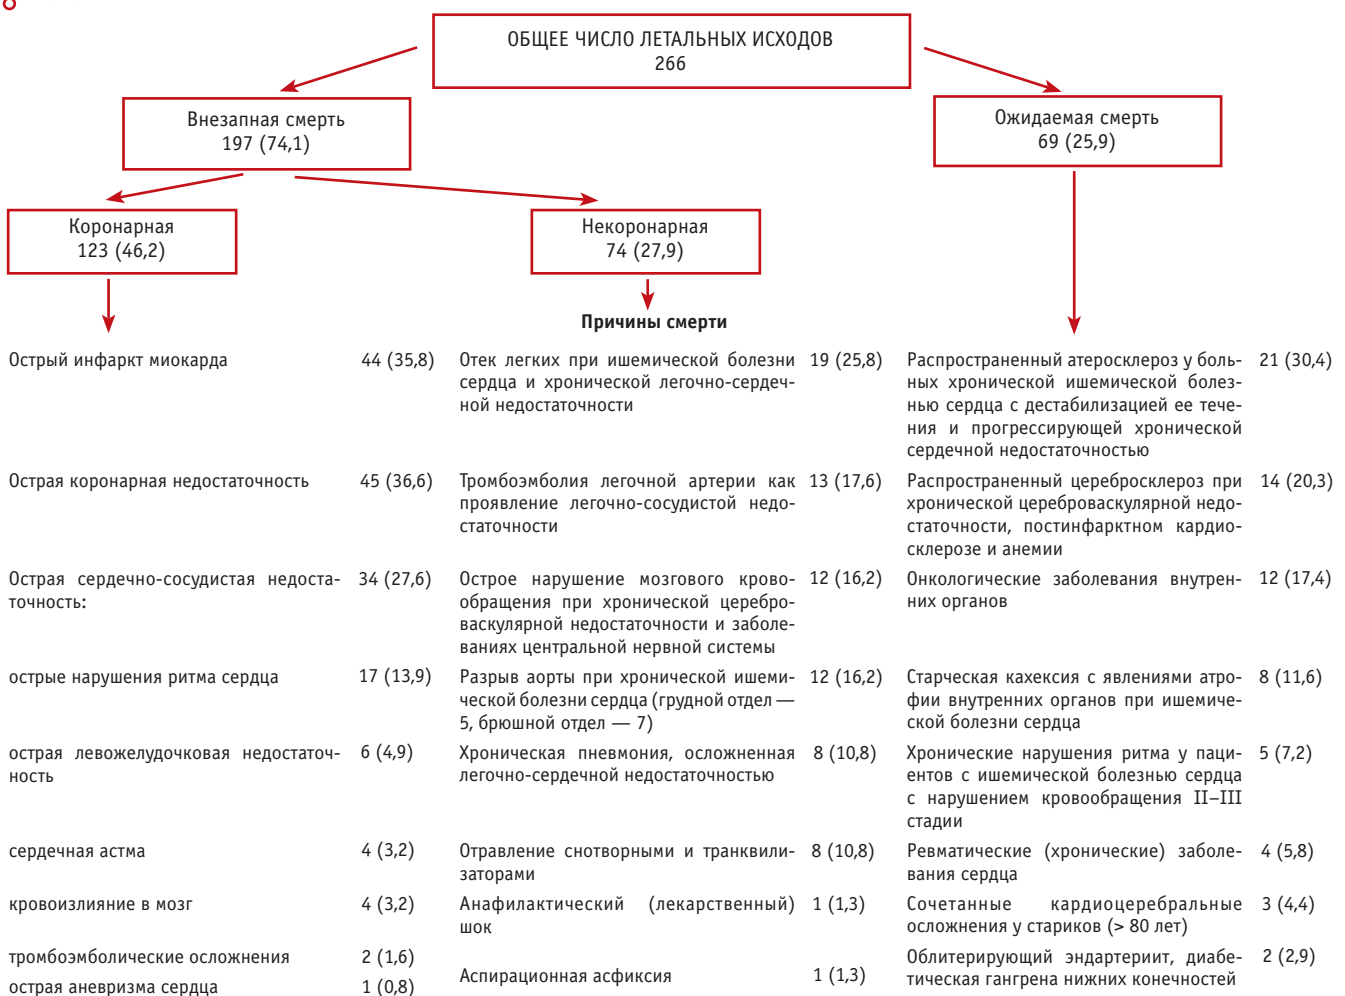 ОБЩЕЕ ЧИСЛО ЛЕТАЛЬНЫХ ИСХОДОВ
266
Внезапная смерть
197 (74,1)
Ожидаемая смерть
69 (25,9)
Коронарная
123 (46,2)
Некоронарная
74 (27,9)
Причины смерти
Острый инфаркт миокарда 44 (35,8)
Острая коронарная недостаточность 45 (36,6)
Острая сердечно-сосудистая недоста- 34 (27,6)
точность:
острые нарушения ритма сердца 17 (13,9)
острая левожелудочковая недостаточ- 6 (4,9)
ность
сердечная астма 4 (3,2)
кровоизлияние в мозг 4 (3,2)
тромбоэмболические осложнения 2 (1,6)
острая аневризма сердца 1 (0,8)
Отек легких при ишемической болезни 19 (25,8)
сердца и хронической легочно-сердеч-
ной недостаточности
Тромбоэмболия легочной артерии как 13 (17,6)
проявление легочно-сосудистой недо-
статочности
Острое нарушение мозгового крово- 12 (16,2)
обращения при хронической церебро-
васкулярной недостаточности и заболе-
ваниях центральной нервной системы
Разрыв аорты при хронической ишеми- 12 (16,2)
ческой болезни сердца (грудной отдел —
5, брюшной отдел — 7)
Хроническая пневмония, осложненная 8 (10,8)
легочно-сердечной недостаточностью
Отравление снотворными и транквили- 8 (10,8)
заторами
Анафилактический (лекарственный) 1 (1,3)
шок
Аспирационная асфиксия 1 (1,3)
Распространенный атеросклероз у боль- 21 (30,4)
ных хронической ишемической болез-
нью сердца с дестабилизацией ее тече-
ния и прогрессирующей хронической
сердечной недостаточностью
Распространенный церебросклероз при 14 (20,3)
хронической цереброваскулярной недо-
статочности, постинфарктном кардио-
склерозе и анемии
Онкологические заболевания внутрен- 12 (17,4)
них органов
Старческая кахексия с явлениями атро- 8 (11,6)
фии внутренних органов при ишемиче-
ской болезни сердца
Хронические нарушения ритма у паци- 5 (7,2)
ентов с ишемической болезнью сердца
с нарушением кровообращения II–III
стадии
Ревматические (хронические) заболе- 4 (5,8)
вания сердца
Сочетанные кардиоцеребральные 3 (4,4)
осложнения у стариков (> 80 лет)
Облитерирующий эндартериит, диабе- 2 (2,9)
тическая гангрена нижних конечностей